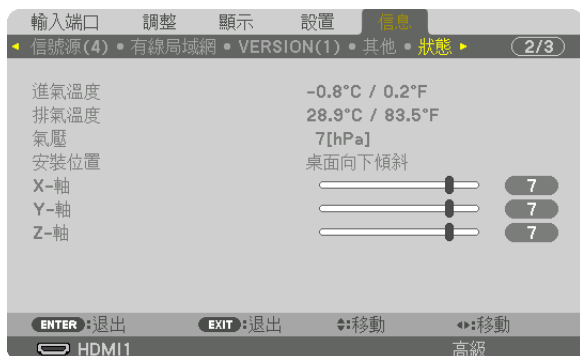 輸入端口 調整 顯示 設置 信息
信號源(4) • 有線局域網 • VERSION(1) • 其他 • 狀態 2/3
進氣溫度 -0.8°C / 0.2°F
排氣溫度 28.9°C / 83.5°F
氣壓 7[hPa]
安裝位置 桌面向下傾斜
X-軸 7
Y-軸 7
Z-軸 7
ENTER:退出 EXIT:退出 :移動 :移動
HDMI1 高級